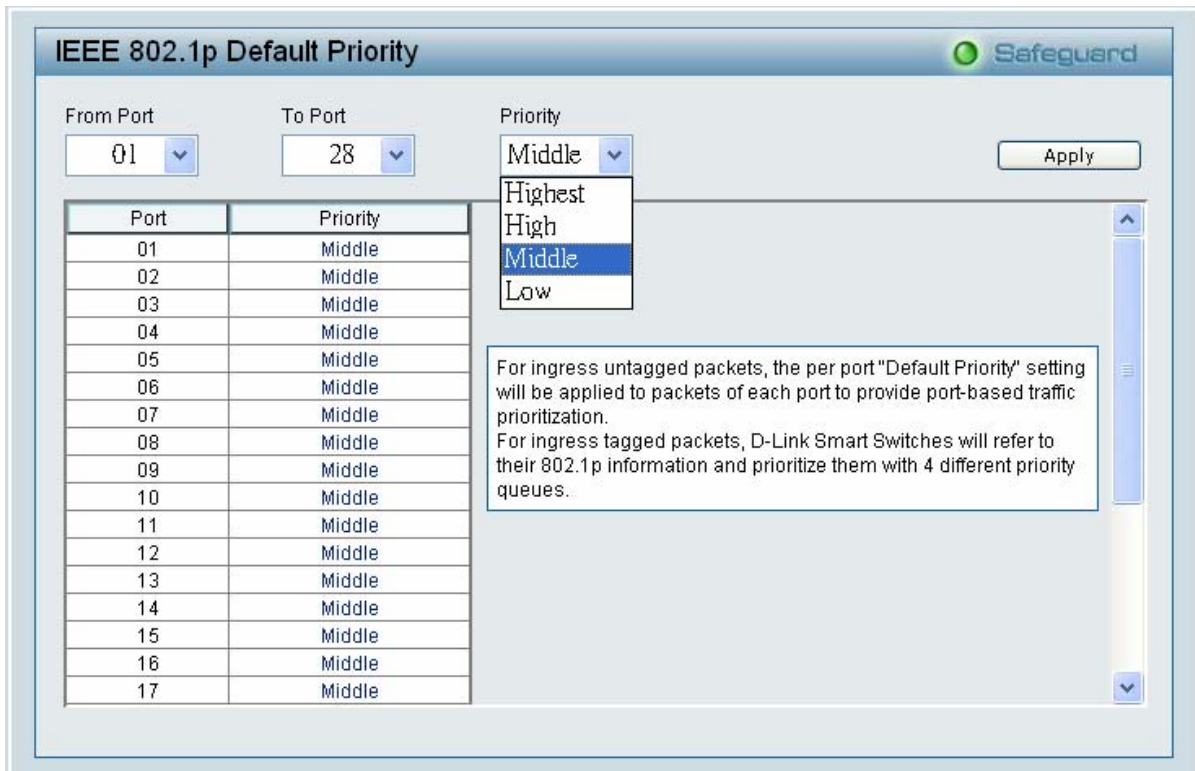 IEEE 802.1p Default Priority
Safeguard
From Port To Port Priority
01 28 Middle Apply
Highest
High
Middle
Low
Port Priority
01 Middle
02 Middle
03 Middle
04 Middle
05 Middle
06 Middle
07 Middle
08 Middle
09 Middle
10 Middle
11 Middle
12 Middle
13 Middle
14 Middle
15 Middle
16 Middle
17 Middle
For ingress untagged packets, the per port "Default Priority" setting
will be applied to packets of each port to provide port-based traffic
prioritization.
For ingress tagged packets, D-Link Smart Switches will refer to
their 802.1p information and prioritize them with 4 different priority
queues.